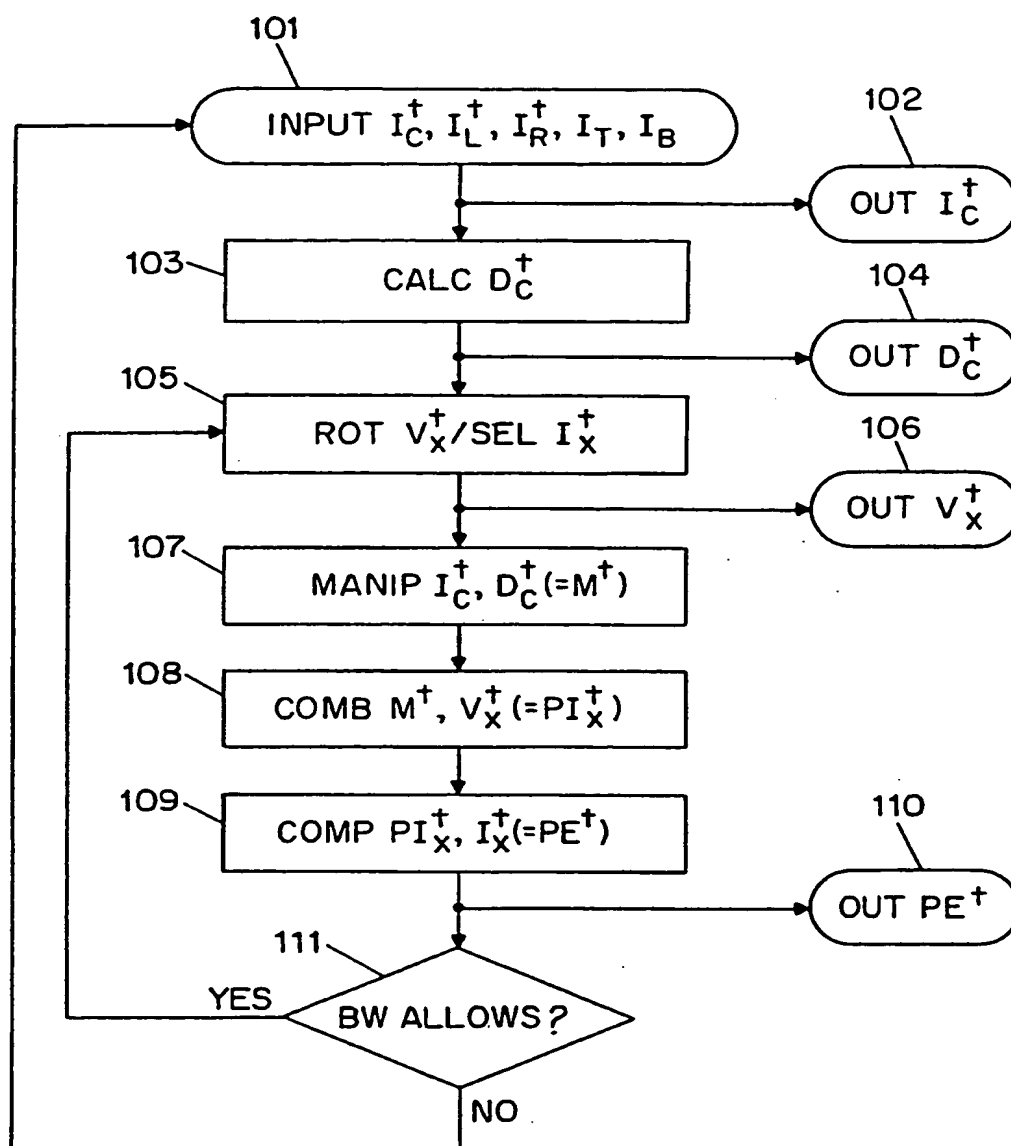 101
INPUT I_C^†, I_L^†, I_R^†, I_T, I_B
102
OUT I_C^†
103
CALC D_C^†
104
OUT D_C^†
105
ROT V_X^†/SEL I_X^†
106
OUT V_X^†
107
MANIP I_C^†, D_C^†(=M^†)
108
COMB M^†, V_X^†(=PI_X^†)
109
COMP PI_X^†, I_X^†(=PE^†)
110
OUT PE^†
111
YES
BW ALLOWS?
NO